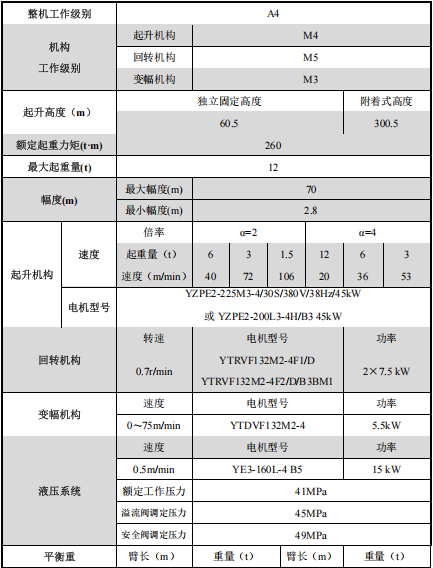 整机工作级别 A4
机构工作级别 起升机构 M4
回转机构 M5
变幅机构 M3
起升高度（m） 独立固定高度 附着式高度
60.5 300.5
额定起重力矩(t·m) 260
最大起重量(t) 12
幅度(m) 最大幅度(m) 70
最小幅度(m) 2.8
起升机构 速度 倍率 α=2 α=4
起重量（t） 6 3 1.5 12 6 3
速度（m/min） 40 72 106 20 36 53
电机型号 YZPE2-225M3-4/30S/380V/38Hz/45kW
或 YZPE2-200L3-4H/B3 45kW
回转机构 转速 电机型号 功率
0.7r/min YTRVF132M2-4F1/D
YTRVF132M2-4F2/D/B3BM1 2×7.5 kW
变幅机构 速度 电机型号 功率
0～75m/min YTDVF132M2-4 5.5kW
液压系统 速度 电机型号 功率
0.5m/min YE3-160L-4 B5 15 kW
额定工作压力 41MPa
溢流阀调定压力 45MPa
安全阀调定压力 49MPa
平衡重 臂长（m） 重量（t） 臂长（m） 重量（t）